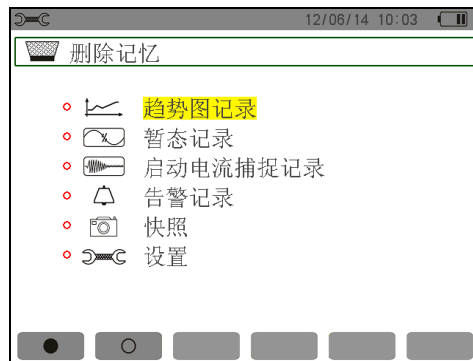 12/06/14 10:03
删除记忆
趋势图记录
暂态记录
启动电流捕捉记录
告警记录
快照
设置